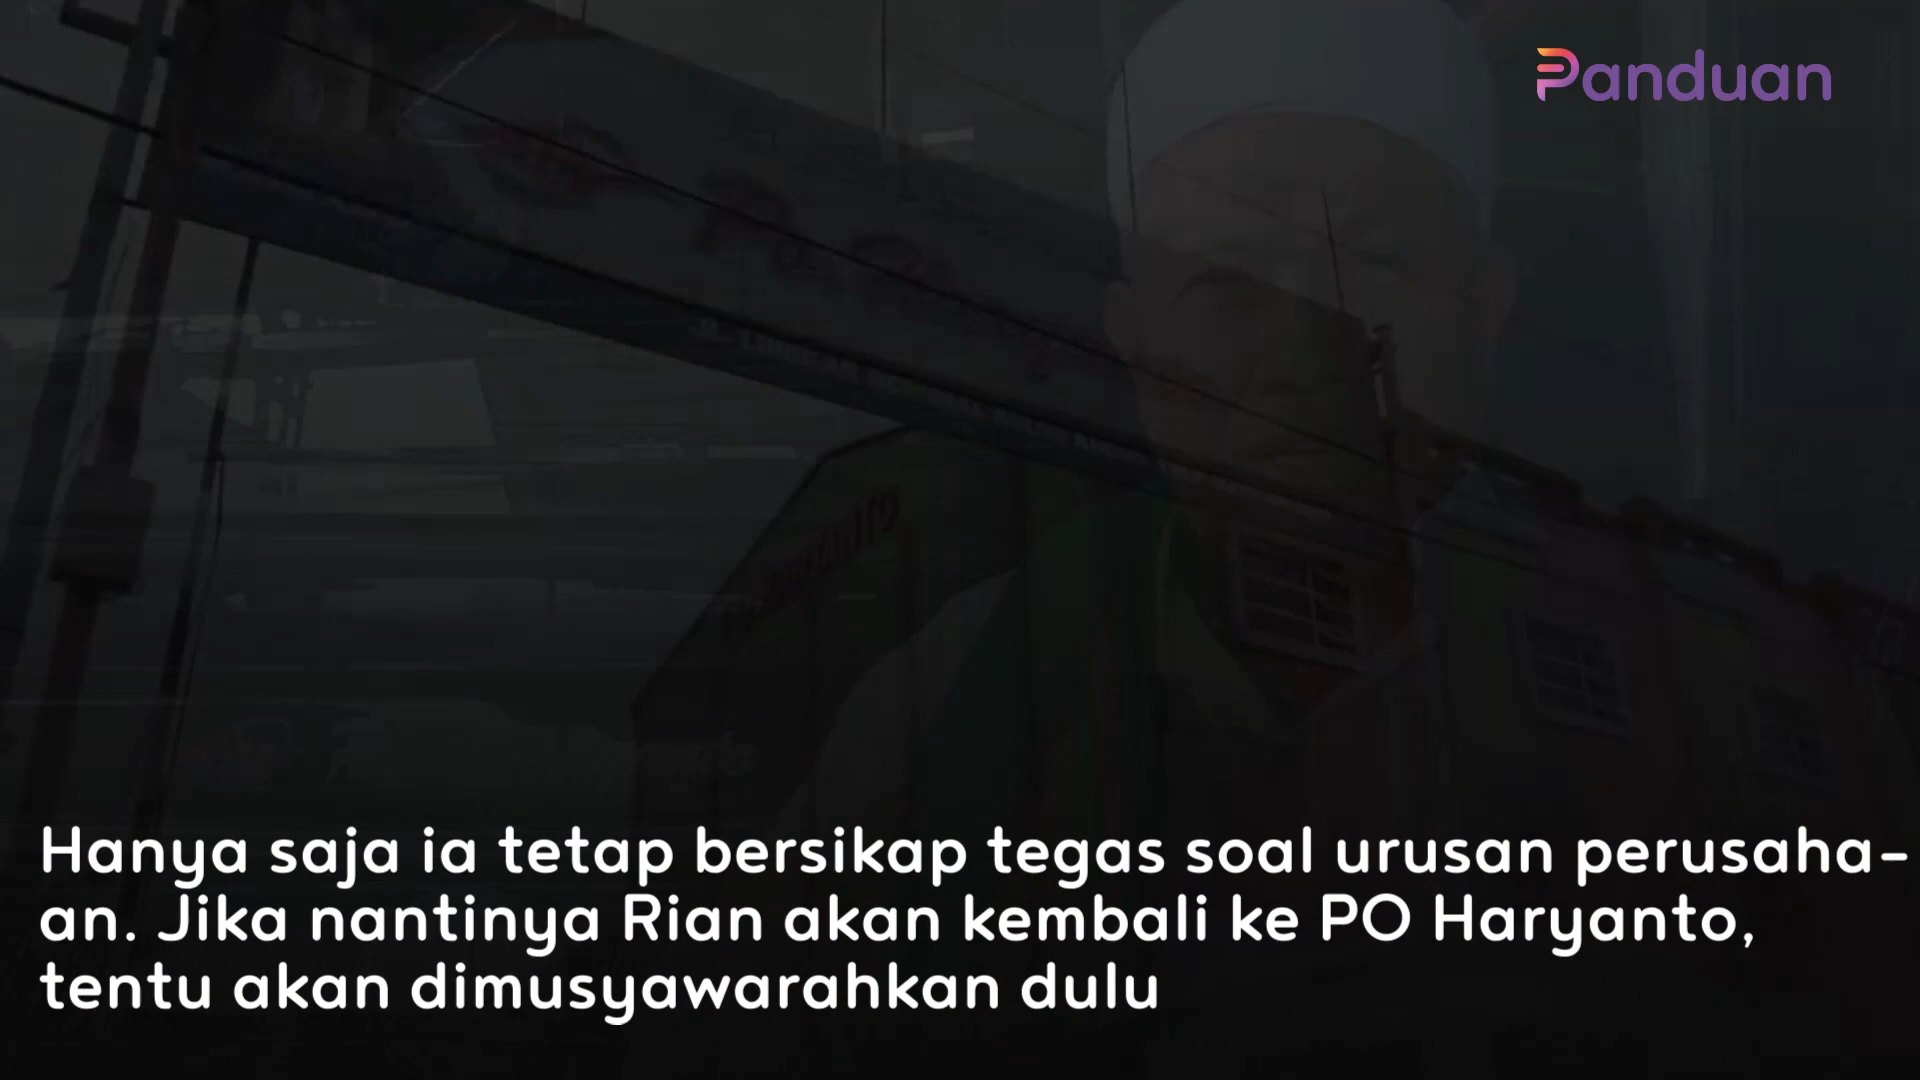 Panduan
Hanya saja ia tetap bersikap tegas soal urusan perusaha-
an. Jika nantinya Rian akan kembali ke PO Haryanto,
tentu akan dimusyawarahkan dulu